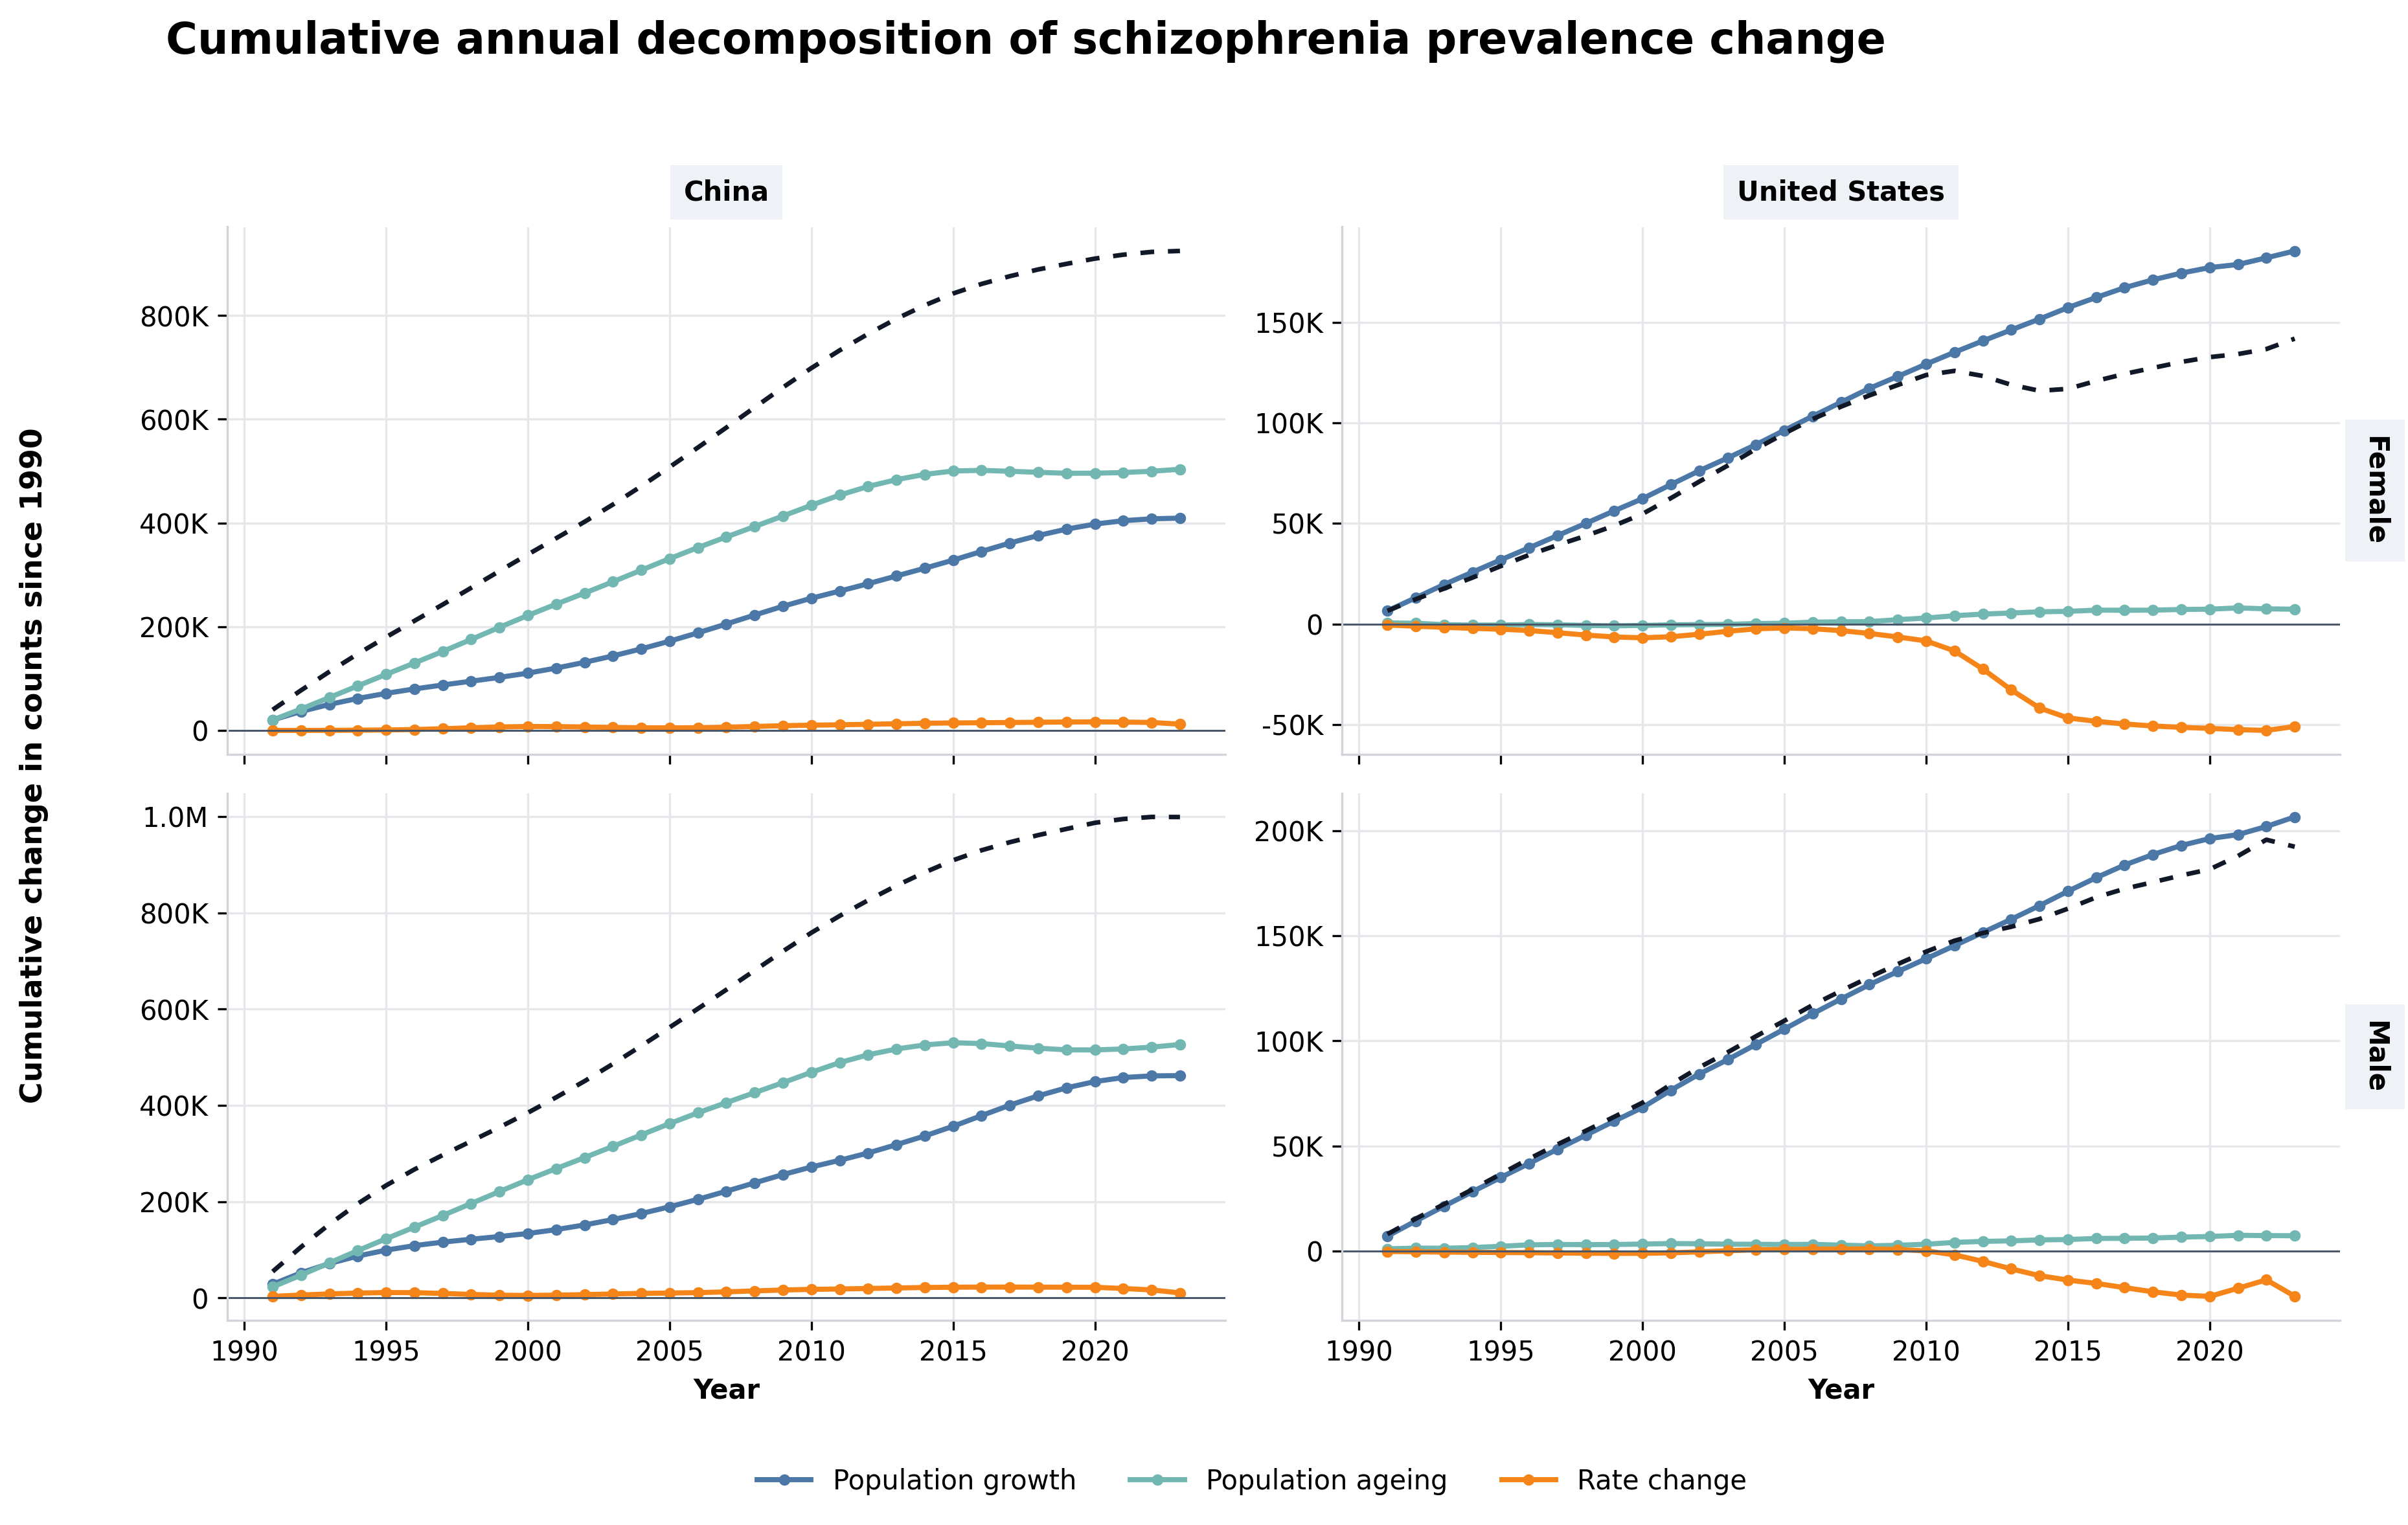 Cumulative annual decomposition of schizophrenia prevalence change
China
United States
Cumulative change in counts since 1990
800K
600K
400K
200K
0
150K
100K
50K
0
-50K
Female
1.0M
800K
600K
400K
200K
0
1990
1995
2000
2005
2010
2015
2020
Year
200K
150K
100K
50K
0
1990
1995
2000
2005
2010
2015
2020
Year
Male
Population growth
Population ageing
Rate change